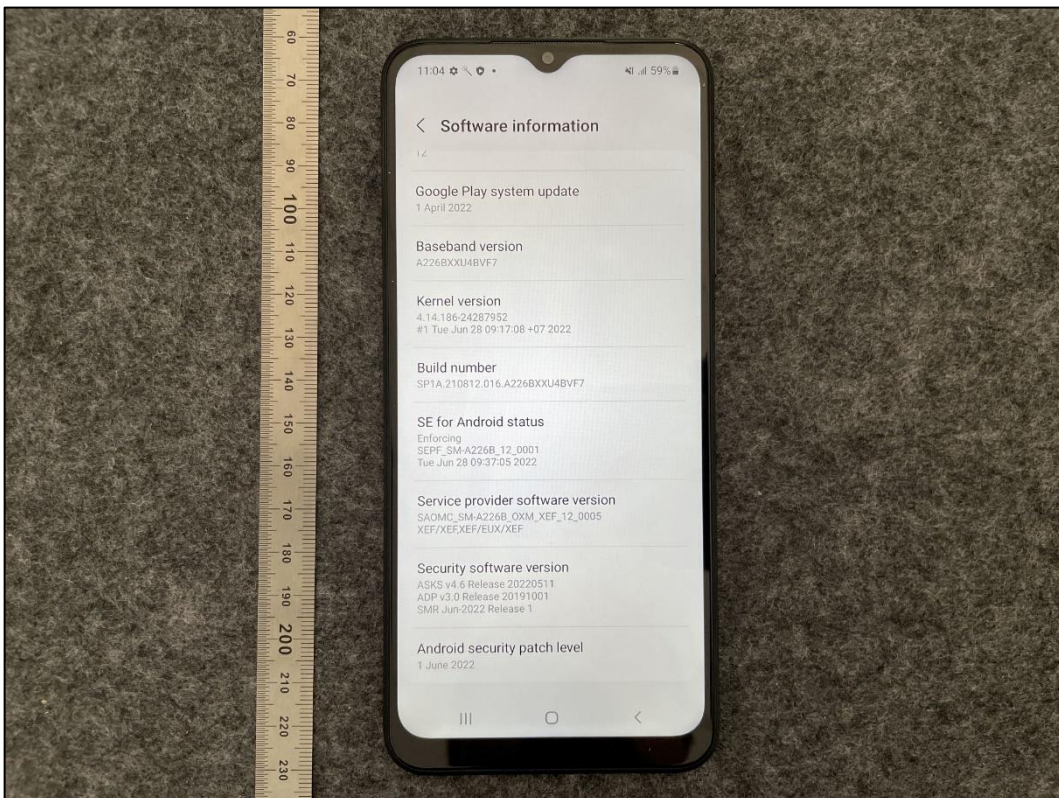 11:04
59%
Software information
12
Google Play system update
1 April 2022
Baseband version
A226BXXU4BVF7
Kernel version
4.14.186-24287952
#1 Tue Jun 28 09:17:08 +07 2022
Build number
SP1A.210812.016.A226BXXU4BVF7
SE for Android status
Enforcing
SEPF_SM-A226B_12_0001
Tue Jun 28 09:37:05 2022
Service provider software version
SAOMC_SM-A226B_OXM_XEF_12_0005
XEF/XEF,XEF/EUX/XEF
Security software version
ASKS v4.6 Release 20220511
ADP v3.0 Release 20191001
SMR Jun-2022 Release 1
Android security patch level
1 June 2022
60
70
80
90
100
110
120
130
140
150
160
170
180
190
200
210
220
230